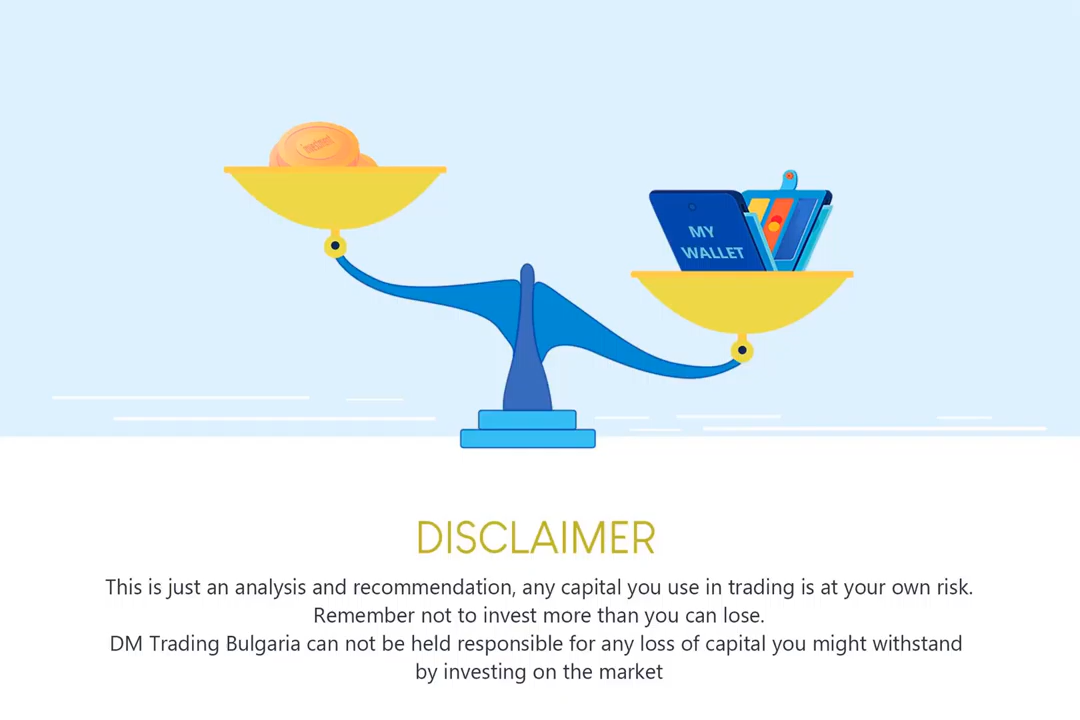 investment
MY
WALLET
DISCLAIMER
This is just an analysis and recommendation, any capital you use in trading is at your own risk.
Remember not to invest more than you can lose.
DM Trading Bulgaria can not be held responsible for any loss of capital you might withstand
by investing on the market